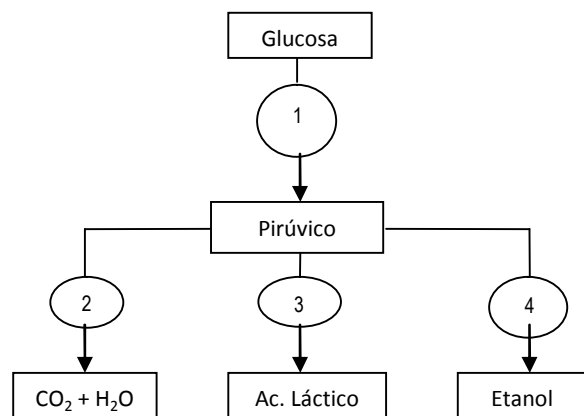 Glucosa
1
Pirúvico
2
3
4
CO₂ + H₂O
Ac. Láctico
Etanol